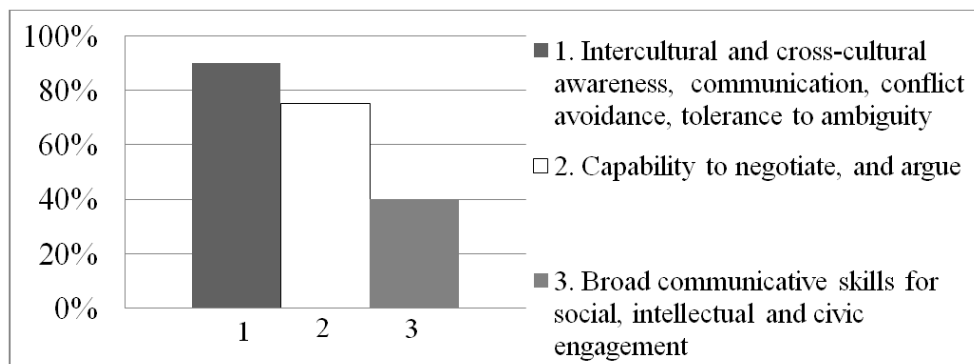 100%
80%
60%
40%
20%
0%
1
2
3
1. Intercultural and cross-cultural
awareness, communication, conflict
avoidance, tolerance to ambiguity
2. Capability to negotiate, and argue
3. Broad communicative skills for
social, intellectual and civic
engagement